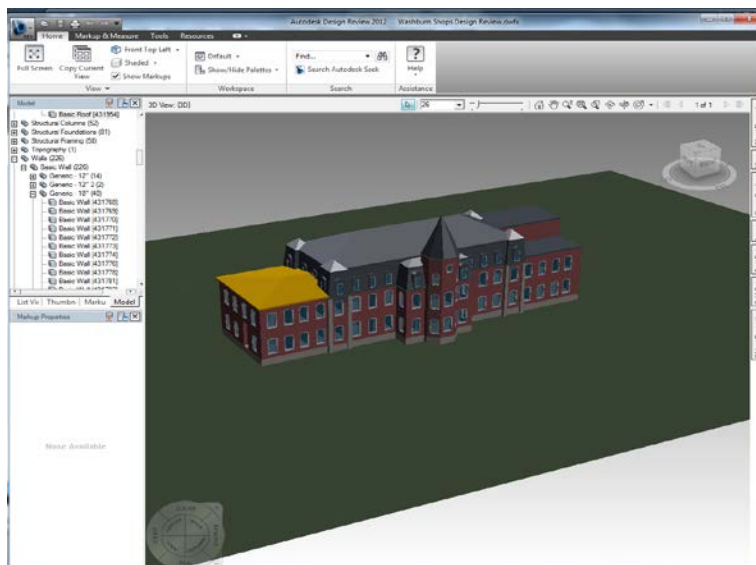 Autodesk Design Review 2012 Washburn Shops Design Review.dwfx
Home Markup & Measure Tools Resources
Full Screen
Copy Current View
Front Top Left
Shaded
Show Markups
View
Default
Show/Hide Palettes
Workspace
Find...
Search Autodesk Seek
Search
Help
Assistance
Model
3D View: {3D}
26
1 of 1
Basic Roof [431954]
Structural Columns (52)
Structural Foundations (81)
Structural Framing (58)
Topography (1)
Walls (226)
Basic Wall (226)
Generic - 12" (14)
Generic - 12" 2 (2)
Generic - 18" (40)
Basic Wall [431768]
Basic Wall [431769]
Basic Wall [431770]
Basic Wall [431771]
Basic Wall [431772]
Basic Wall [431773]
Basic Wall [431774]
Basic Wall [431776]
Basic Wall [431778]
Basic Wall [431781]
List Vi Thumbn Marku Model
Markup Properties
None Available